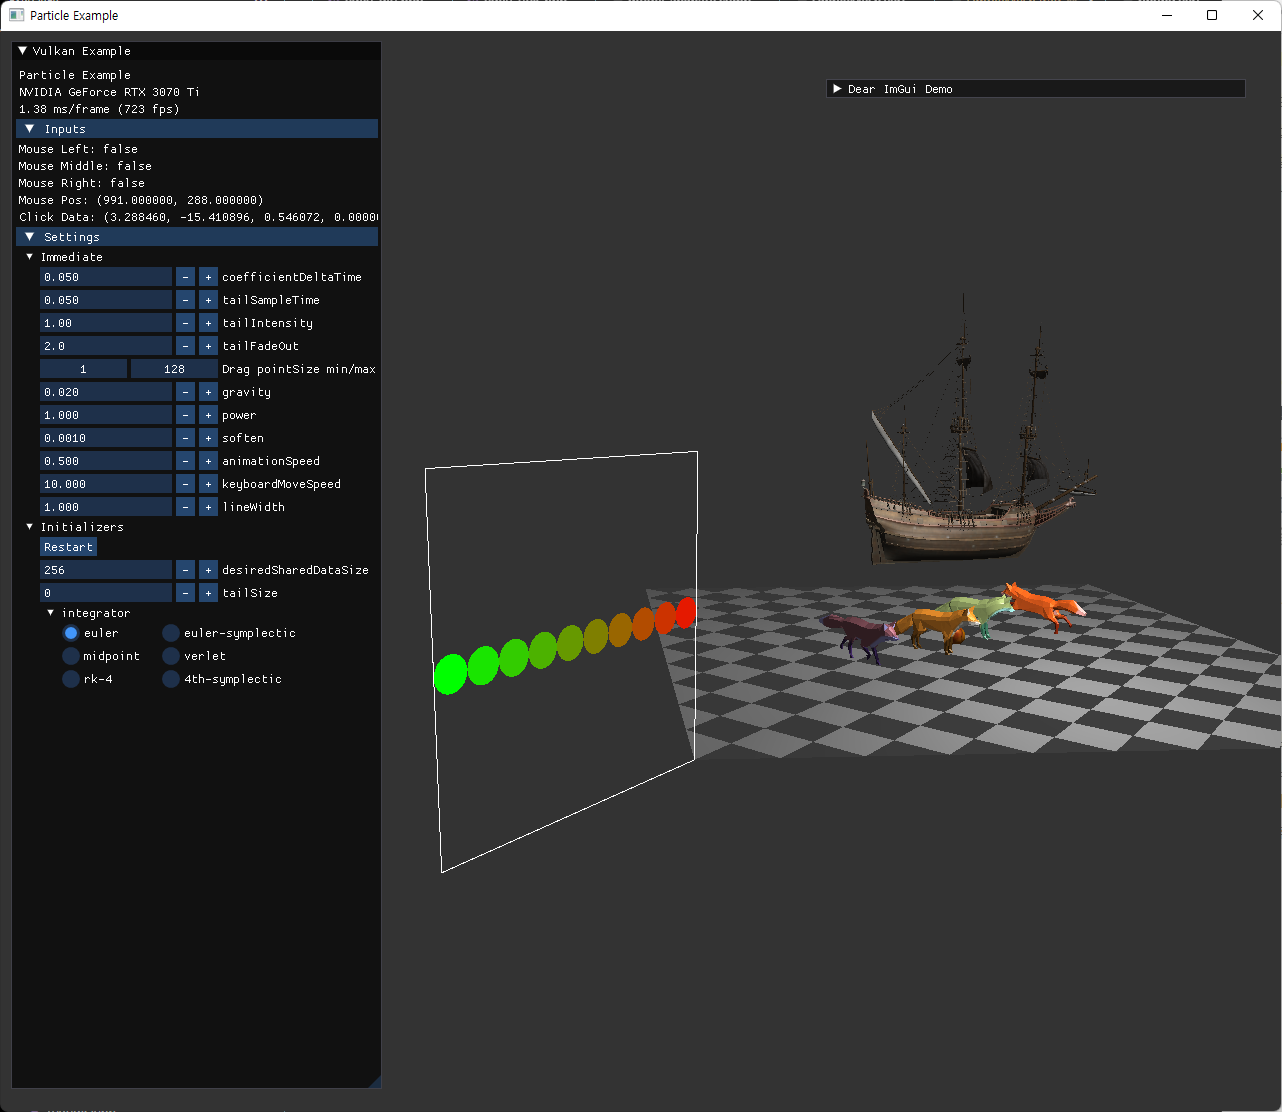 Particle Example
Vulkan Example
Particle Example
NVIDIA GeForce RTX 3070 Ti
1.38 ms/frame (723 fps)
Inputs
Mouse Left: false
Mouse Middle: false
Mouse Right: false
Mouse Pos: (991.000000, 288.000000)
Click Data: (3.288460, -15.410896, 0.546072, 0.0000
Settings
Immediate
0.050 - + coefficientDeltaTime
0.050 - + tailSampleTime
1.00 - + tailIntensity
2.0 - + tailFadeOut
1 128 Drag pointSize min/max
0.020 - + gravity
1.000 - + power
0.0010 - + soften
0.500 - + animationSpeed
10.000 - + keyboardMoveSpeed
1.000 - + lineWidth
Initializers
Restart
256 - + desiredSharedDataSize
0 - + tailSize
integrator
euler euler-symplectic
midpoint verlet
rk-4 4th-symplectic
Dear ImGui Demo